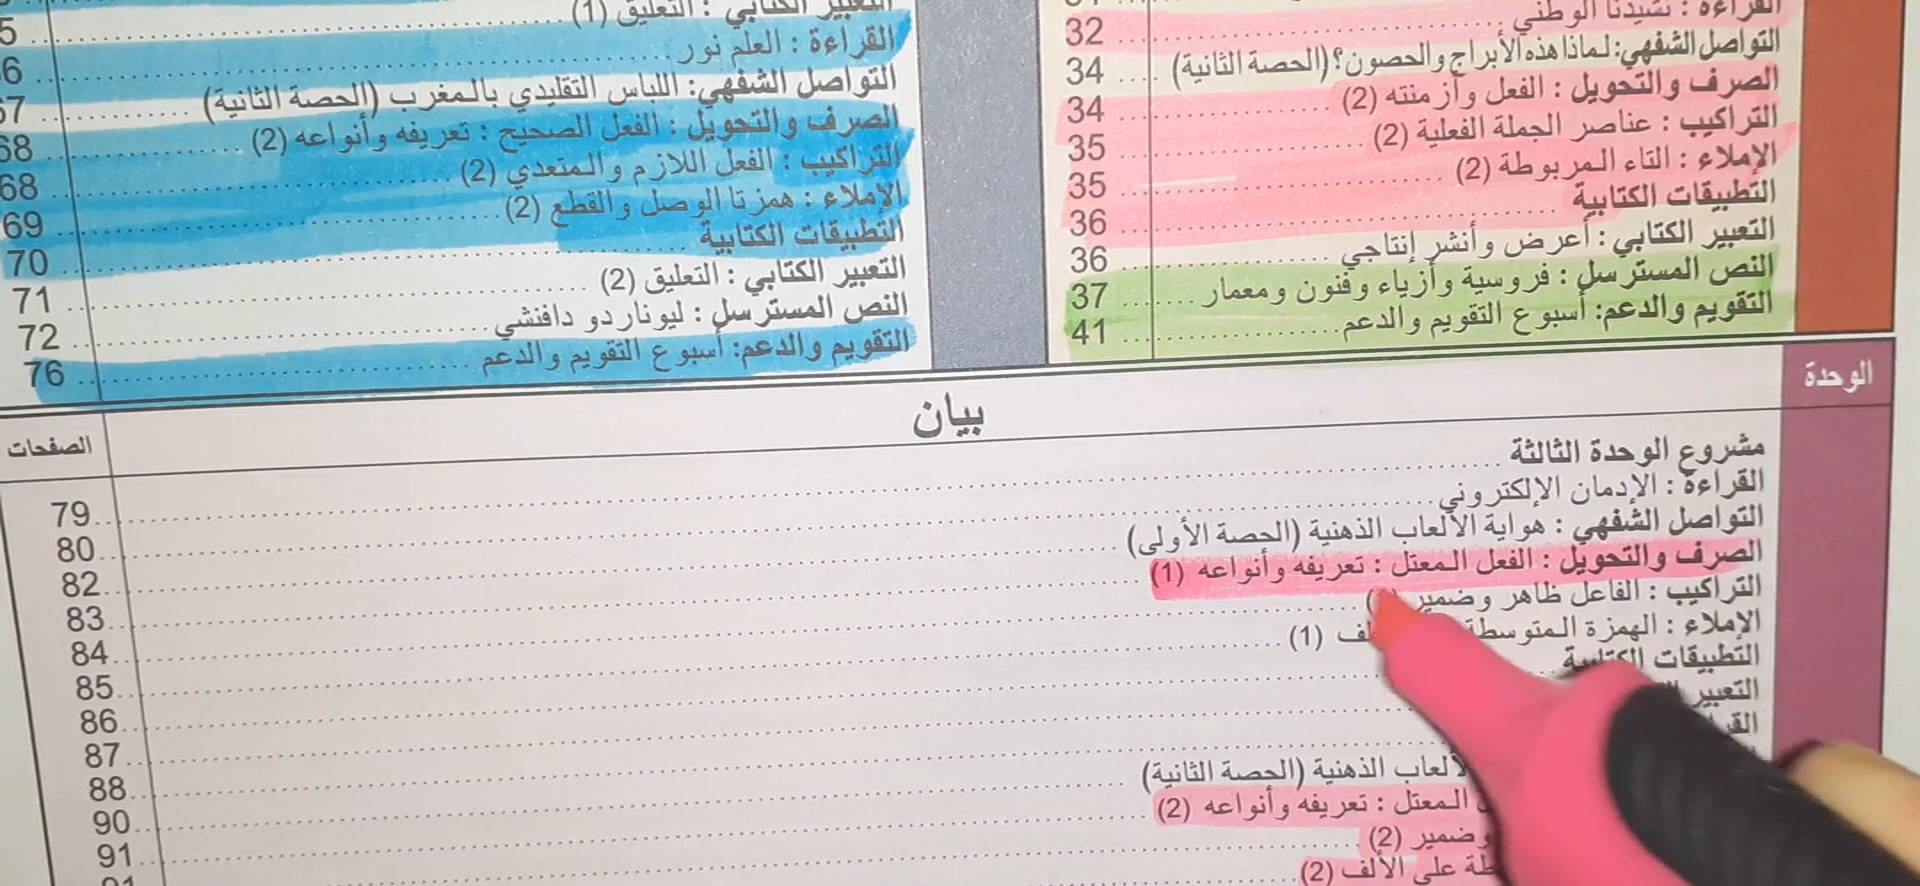 القراءة : نشيدنا الوطني 32
التواصل الشفهي: لماذا هذه الأبراج والحصون؟ (الحصة الثانية) 34
الصرف والتحويل : الفعل وأزمنته (2) 34
التراكيب : عناصر الجملة الفعلية (2) 35
الإملاء : التاء المربوطة (2) 35
التطبيقات الكتابية 36
التعبير الكتابي : أعرض وأنشر إنتاجي 36
النص المسترسل : فروسية وأزياء وفنون ومعمار 37
التقويم والدعم: أسبوع التقويم والدعم 41
التعبير الكتابي : التعليق (1)
القراءة : العلم نور
التواصل الشفهي: اللباس التقليدي بالمغرب (الحصة الثانية) 67
الصرف والتحويل : الفعل الصحيح : تعريفه وأنواعه (2) 68
التراكيب : الفعل اللازم والمتعدي (2) 68
الإملاء : همزتا الوصل والقطع (2) 69
التطبيقات الكتابية 70
التعبير الكتابي : التعليق (2) 71
النص المسترسل : ليوناردو دافنشي 72
التقويم والدعم: أسبوع التقويم والدعم 76
الوحدة
بيان
الصفحات
مشروع الوحدة الثالثة 79
القراءة : الإدمان الإلكتروني 80
التواصل الشفهي : هواية الألعاب الذهنية (الحصة الأولى) 82
الصرف والتحويل : الفعل المعتل : تعريفه وأنواعه (1) 83
التراكيب : الفاعل ظاهر وضمير 84
الإملاء : الهمزة المتوسطة (1) 85
التطبيقات الكتابية 86
التعبير 87
88
الألعاب الذهنية (الحصة الثانية) 90
المعتل : تعريفه وأنواعه (2) 91
وضمير (2) 91
على الألف (2)